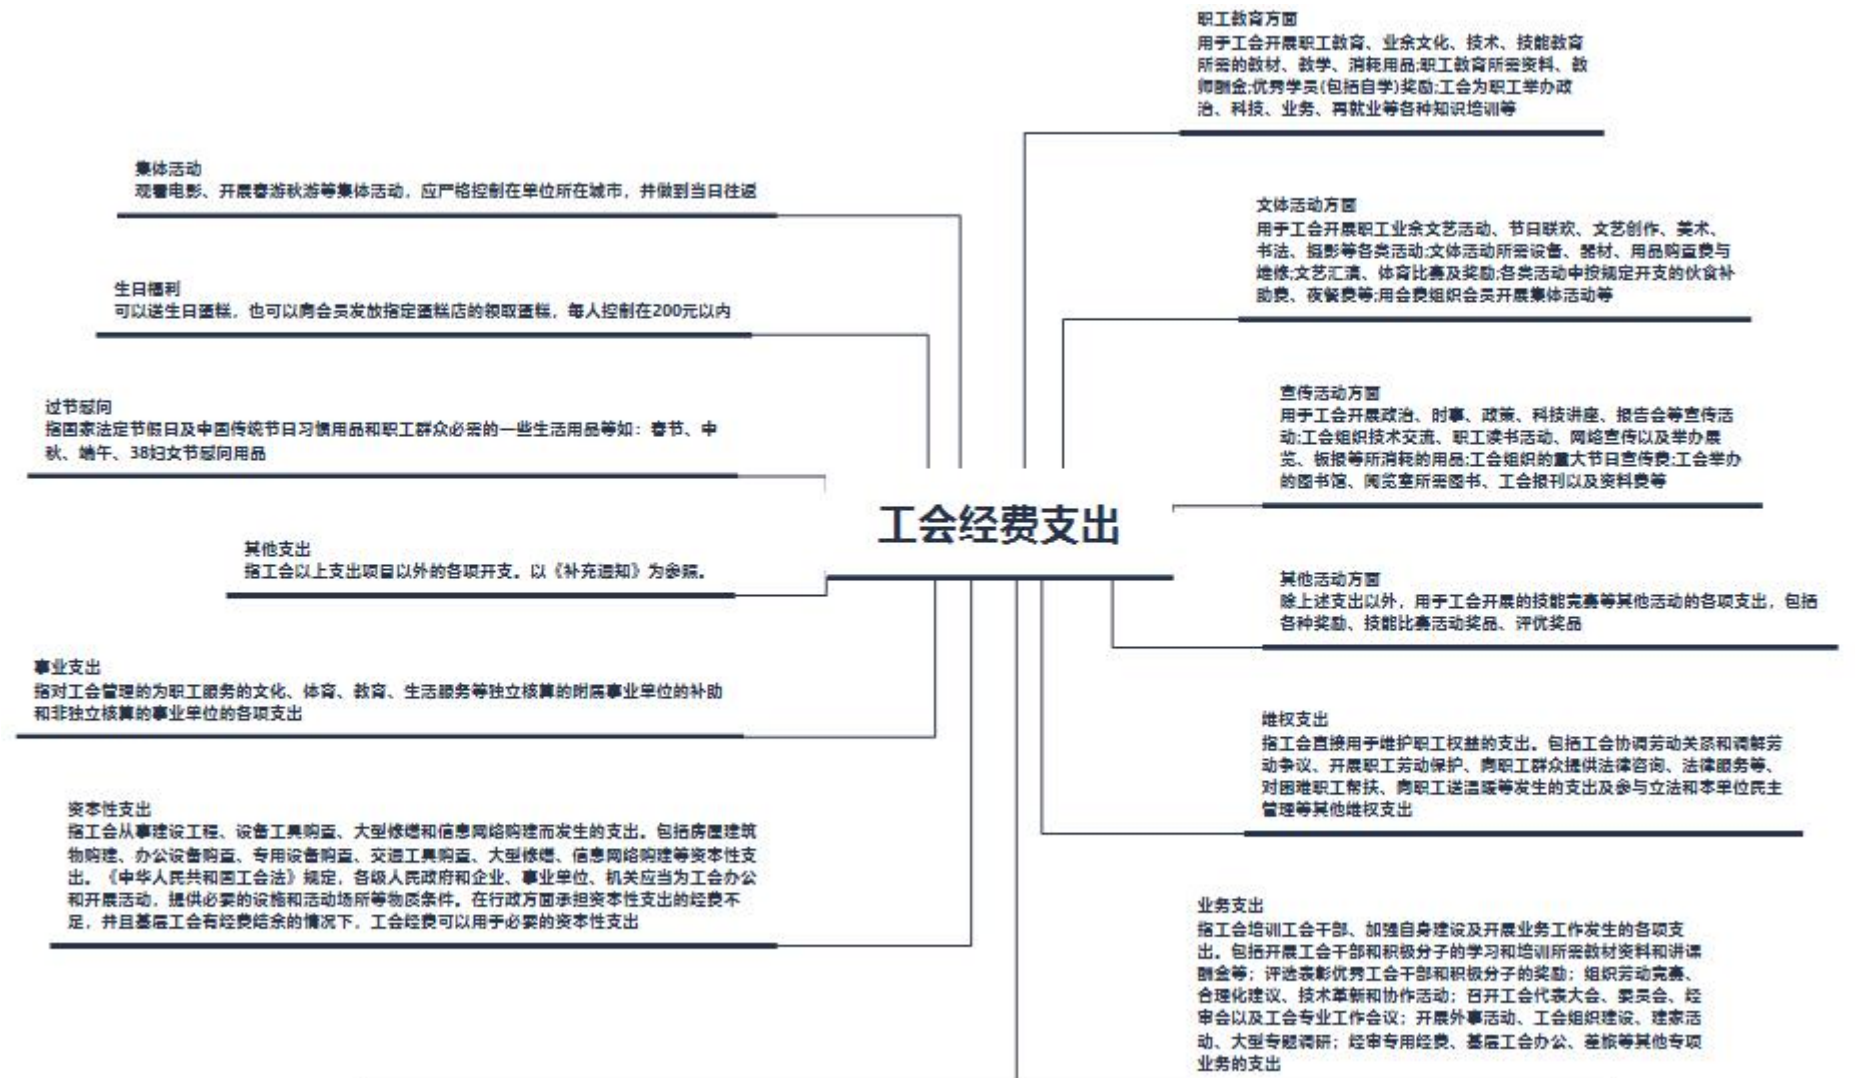 职工教育方面
用于工会开展职工教育、业余文化、技术、技能教育
所需的教材、教学、消耗用品;职工教育所需资料、教
师酬金;优秀学员(包括自学)奖励;工会为职工举办政
治、科技、业务、再就业等各种知识培训等
文体活动方面
用于工会开展职工业余文艺活动、节日联欢、文艺创作、美术、
书法、摄影等各类活动;文体活动所需设备、器材、用品购置费与
维修;文艺汇演、体育比赛及奖励;各类活动中按规定开支的伙食补
助费、夜餐费等;用会费组织会员开展集体活动等
宣传活动方面
用于工会开展政治、时事、政策、科技讲座、报告会等宣传活
动;工会组织技术交流、职工读书活动、网络宣传以及举办展
览、板报等所消耗的用品;工会组织的重大节日宣传费;工会举办
的图书馆、阅览室所需图书、工会报刊以及资料费等
其他活动方面
除上述支出以外，用于工会开展的技能竞赛等其他活动的各项支出，包括
各种奖励、技能比赛活动奖品、评优奖品
维权支出
指工会直接用于维护职工权益的支出。包括工会协调劳动关系和调解劳
动争议、开展职工劳动保护、向职工群众提供法律咨询、法律服务等、
对困难职工帮扶、向职工送温暖等发生的支出及参与立法和本单位民主
管理等其他维权支出
业务支出
指工会培训工会干部、加强自身建设及开展业务工作发生的各项支
出。包括开展工会干部和积极分子的学习和培训所需教材资料和讲课
酬金等；评选表彰优秀工会干部和积极分子的奖励；组织劳动竞赛、
合理化建议、技术革新和协作活动；召开工会代表大会、委员会、经
审会以及工会专业工作会议；开展外事活动、工会组织建设、建家活
动、大型专题调研；经审专用经费、基层工会办公、差旅等其他专项
业务的支出
工会经费支出
集体活动
观看电影、开展春游秋游等集体活动，应严格控制在单位所在城市，并做到当日往返
生日福利
可以送生日蛋糕，也可以向会员发放指定蛋糕店的领取蛋糕，每人控制在200元以内
过节慰问
指国家法定节假日及中国传统节日习惯用品和职工群众必需的一些生活用品等如：春节、中
秋、端午、38妇女节慰问用品
其他支出
指工会以上支出项目以外的各项开支。以《补充通知》为参照。
事业支出
指对工会管理的为职工服务的文化、体育、教育、生活服务等独立核算的附属事业单位的补助
和非独立核算的事业单位的各项支出
资本性支出
指工会从事建设工程、设备工具购置、大型修缮和信息网络购建而发生的支出。包括房屋建筑
物购建、办公设备购置、专用设备购置、交通工具购置、大型修缮、信息网络购建等资本性支
出。《中华人民共和国工会法》规定，各级人民政府和企业、事业单位、机关应当为工会办公
和开展活动，提供必要的设施和活动场所等物质条件。在行政方面承担资本性支出的经费不
足，并且基层工会有经费结余的情况下，工会经费可以用于必要的资本性支出